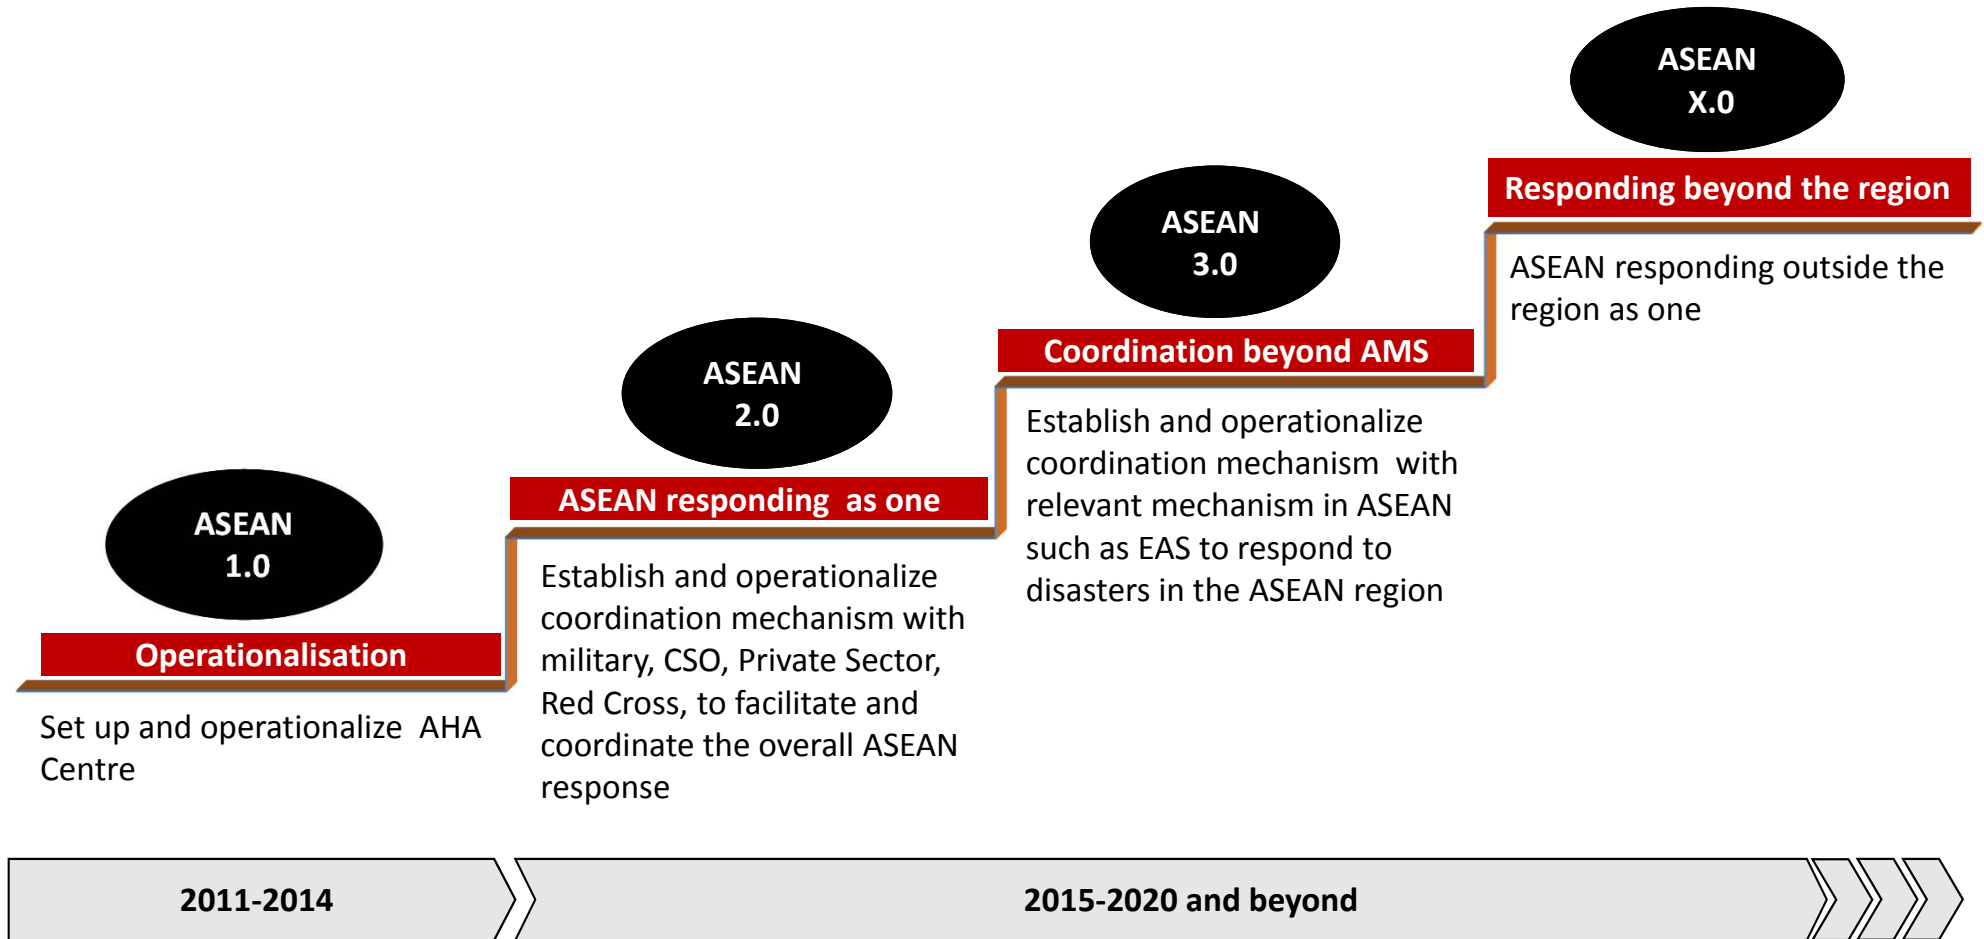 ASEAN
1.0
Operationalisation
Set up and operationalize AHA
Centre
ASEAN
2.0
ASEAN responding as one
Establish and operationalize
coordination mechanism with
military, CSO, Private Sector,
Red Cross, to facilitate and
coordinate the overall ASEAN
response
ASEAN
3.0
Coordination beyond AMS
Establish and operationalize
coordination mechanism with
relevant mechanism in ASEAN
such as EAS to respond to
disasters in the ASEAN region
ASEAN
X.0
Responding beyond the region
ASEAN responding outside the
region as one
2011-2014
2015-2020 and beyond